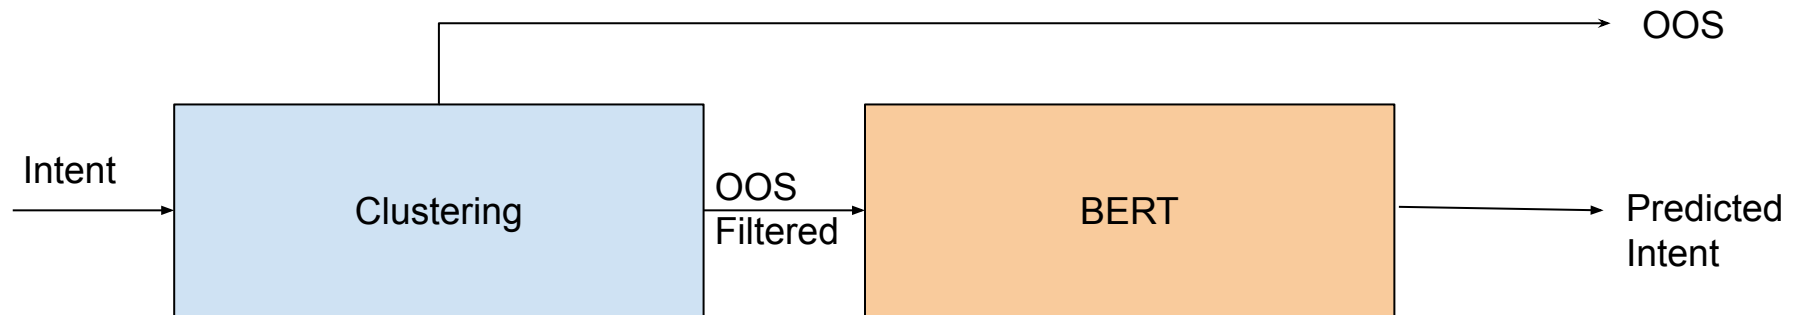 OOS
Intent
Clustering
OOS
Filtered
BERT
Predicted
Intent